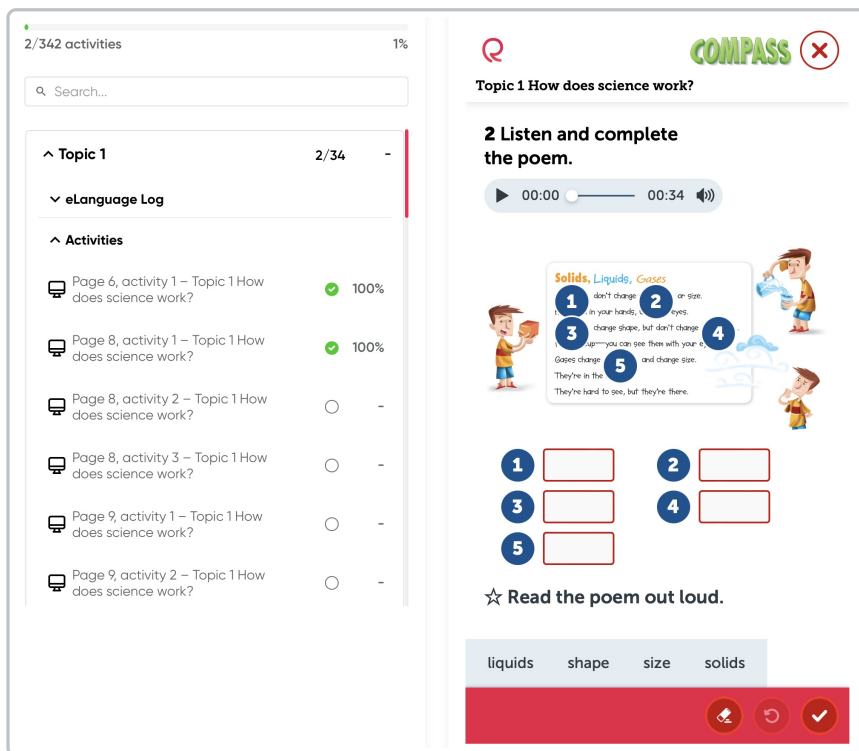 2/342 activities 1%
Search...
Topic 1 2/34 -
eLanguage Log
Activities
Page 6, activity 1 – Topic 1 How
does science work?
100%
Page 8, activity 1 – Topic 1 How
does science work?
100%
Page 8, activity 2 – Topic 1 How
does science work?
-
Page 8, activity 3 – Topic 1 How
does science work?
-
Page 9, activity 1 – Topic 1 How
does science work?
-
Page 9, activity 2 – Topic 1 How
does science work?
-
COMPASS
Topic 1 How does science work?
2 Listen and complete
the poem.
00:00 00:34
Solids, Liquids, Gases
1 don't change 2 or size.
in your hands, eyes.
3 change shape, but don't change 4 .
up—you can see them with your
Gases change 5 and change size.
They're in the
They're hard to see, but they're there.
1 2
3 4
5
☆ Read the poem out loud.
liquids shape size solids